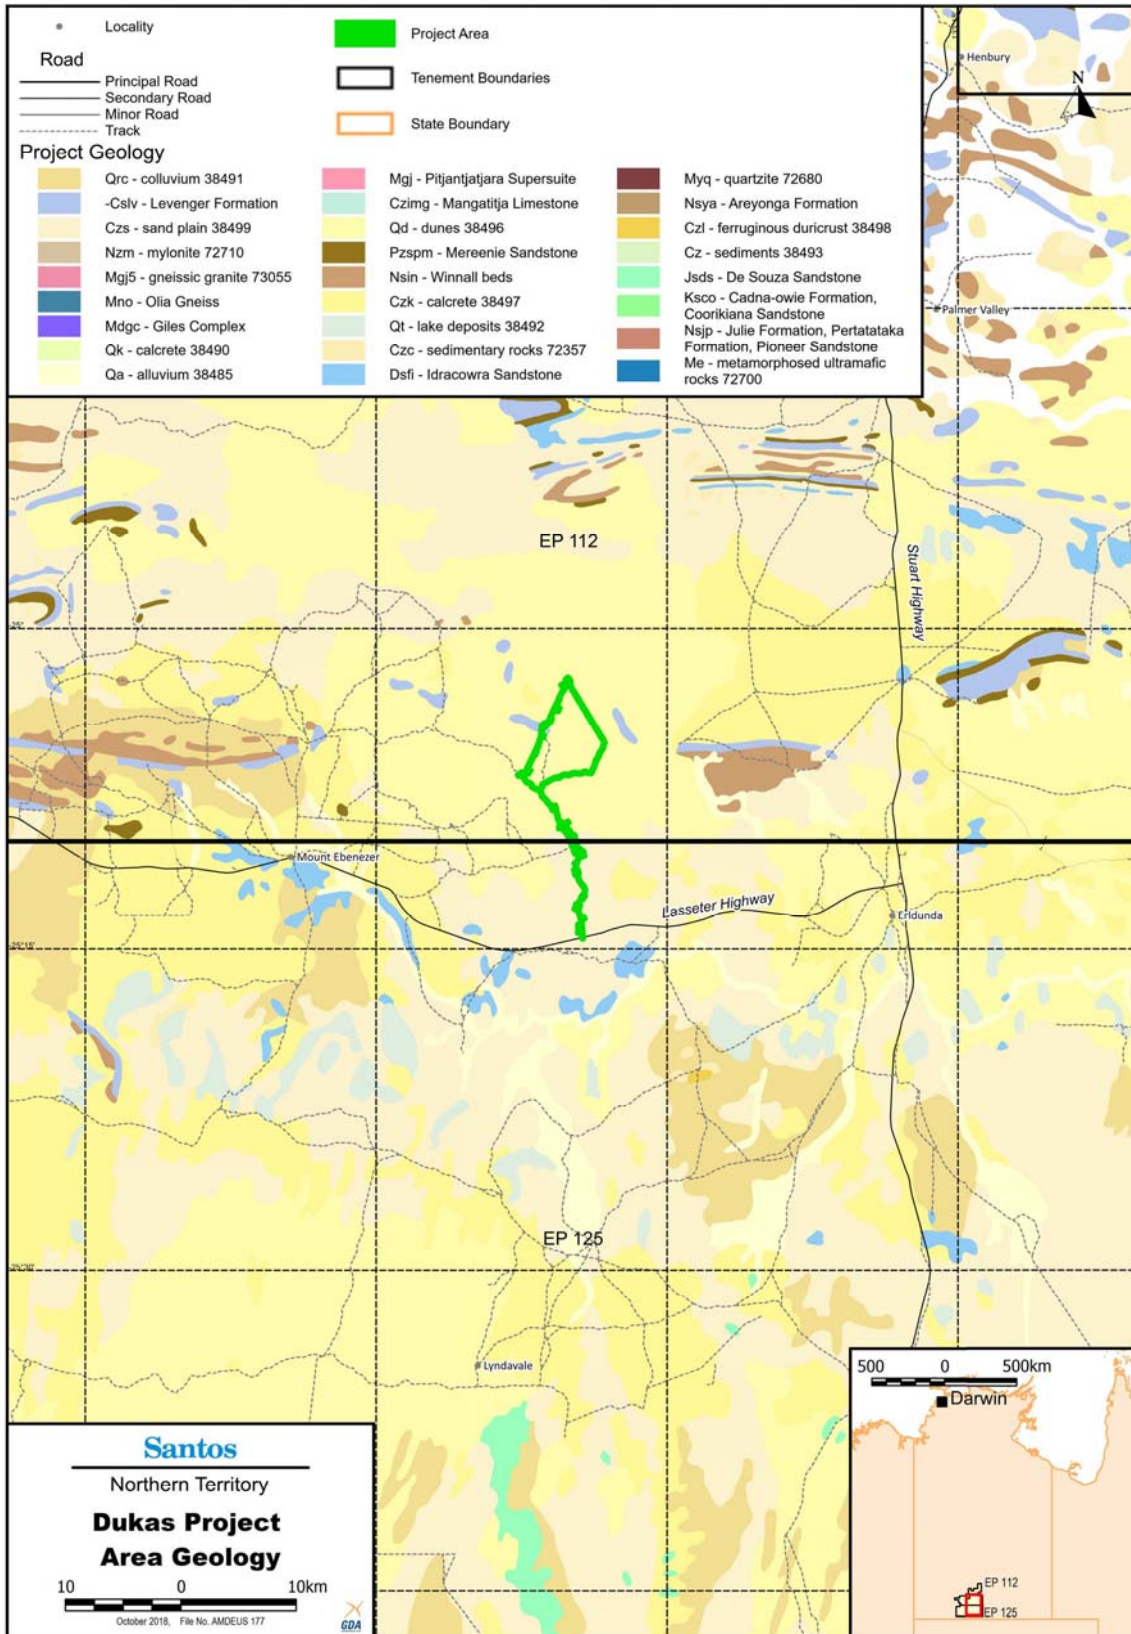 Locality
Road
Principal Road
Secondary Road
Minor Road
Track
Project Area
Tenement Boundaries
State Boundary
Project Geology
Qrc - colluvium 38491
-Cslv - Levenger Formation
Czs - sand plain 38499
Nzm - mylonite 72710
Mgj5 - gneissic granite 73055
Mno - Olia Gneiss
Mdgc - Giles Complex
Qk - calcrete 38490
Qa - alluvium 38485
Mgj - Pitjantjatjara Supersuite
Czimg - Mangatitja Limestone
Qd - dunes 38496
Pzspm - Mereenie Sandstone
Nsin - Winnall beds
Czk - calcrete 38497
Qt - lake deposits 38492
Czc - sedimentary rocks 72357
Dsfi - Idracowra Sandstone
Myq - quartzite 72680
Nsya - Areyonga Formation
Czl - ferruginous duricrust 38498
Cz - sediments 38493
Jsds - De Souza Sandstone
Ksco - Cadna-owie Formation,
Coorikiana Sandstone
Nsjp - Julie Formation, Pertatataka
Formation, Pioneer Sandstone
Me - metamorphosed ultramafic
rocks 72700
N
Henbury
Palmer Valley
EP 112
Stuart Highway
25°
Mount Ebenezer
Lasseter Highway
Erldunda
25°15'
EP 125
25°30'
Lyndavale
Santos
Northern Territory
Dukas Project
Area Geology
10 0 10km
October 2018, File No. AMDEUS 177
GDA
500 0 500km
Darwin
EP 112
EP 125